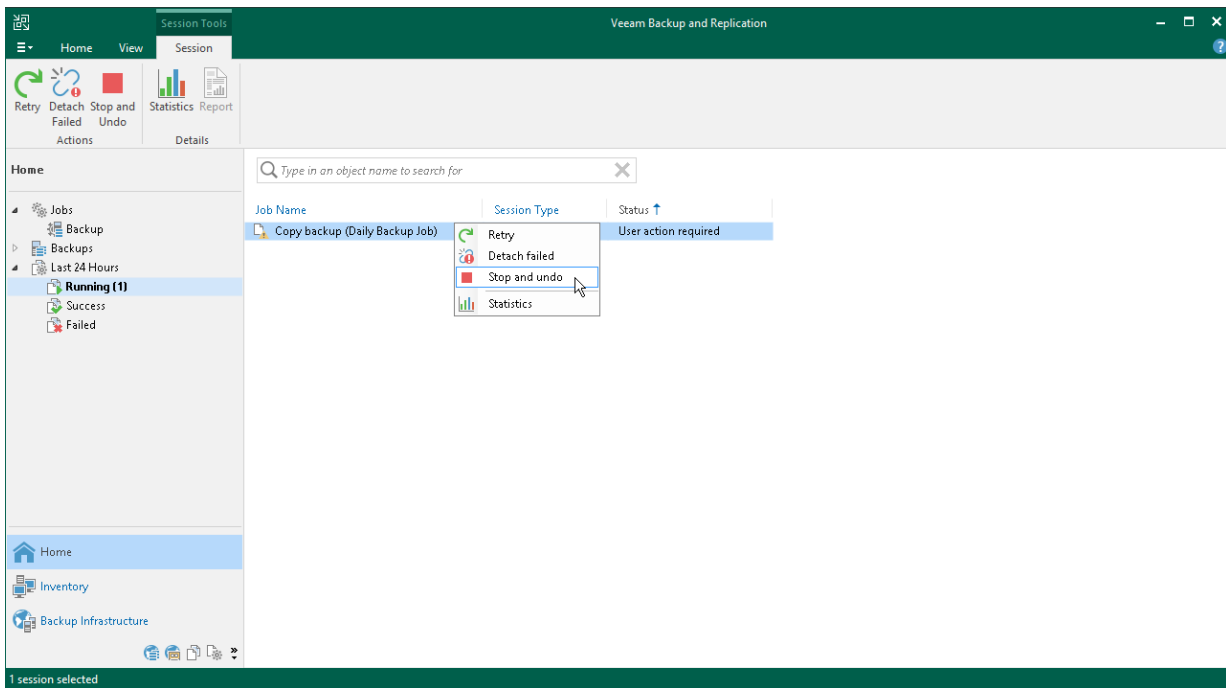 Session Tools
Veeam Backup and Replication
Home View Session
Retry Detach Failed Stop and Undo Statistics Report
Actions Details
Home
Type in an object name to search for
Jobs
Backup
Backups
Last 24 Hours
Running (1)
Success
Failed
Job Name Session Type Status
Copy backup (Daily Backup Job) User action required
Retry
Detach failed
Stop and undo
Statistics
Home
Inventory
Backup Infrastructure
1 session selected